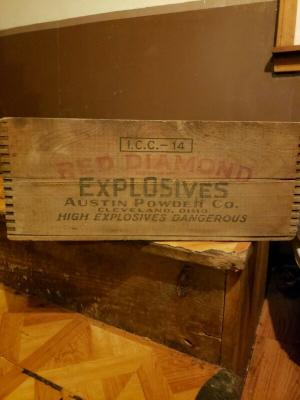 I.C.C.-14
RED DIAMOND
EXPLOSIVES
AUSTIN POWDER CO.
CLEVELAND, OHIO
HIGH EXPLOSIVES DANGEROUS